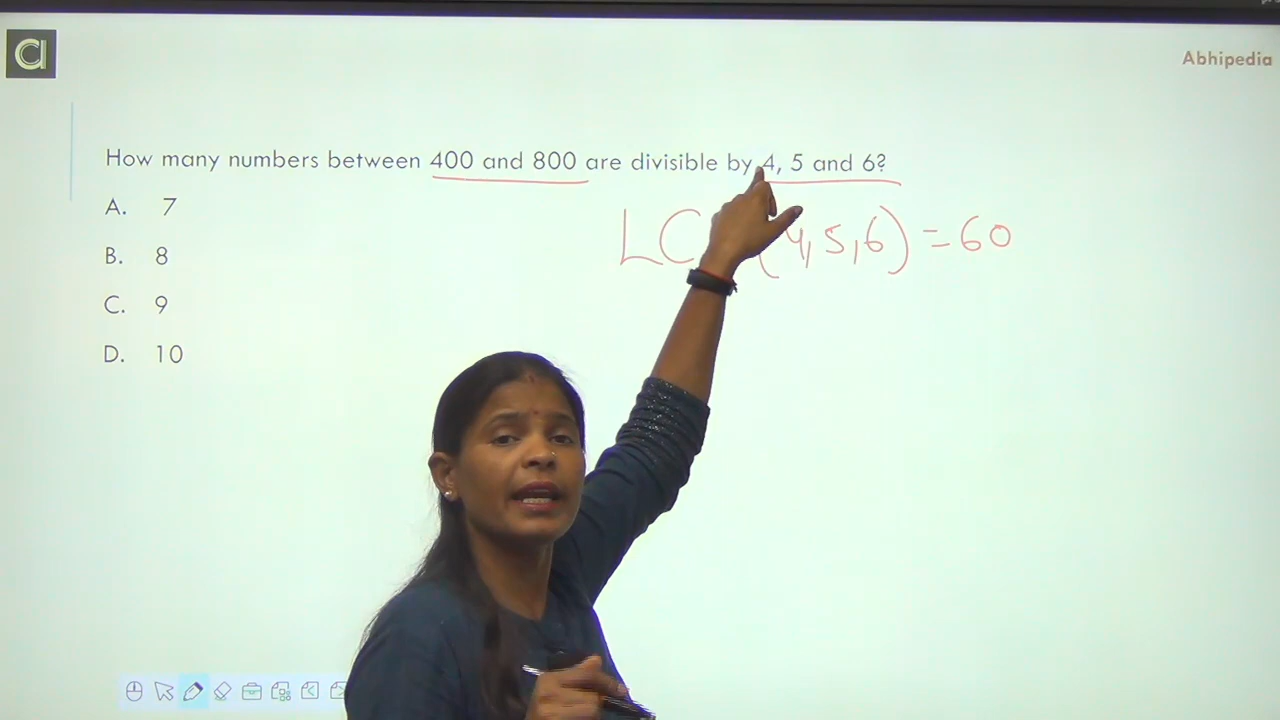 Abhipedia
How many numbers between 400 and 800 are divisible by 4, 5 and 6?
A. 7
B. 8
C. 9
D. 10
LC (4,5,6) = 60